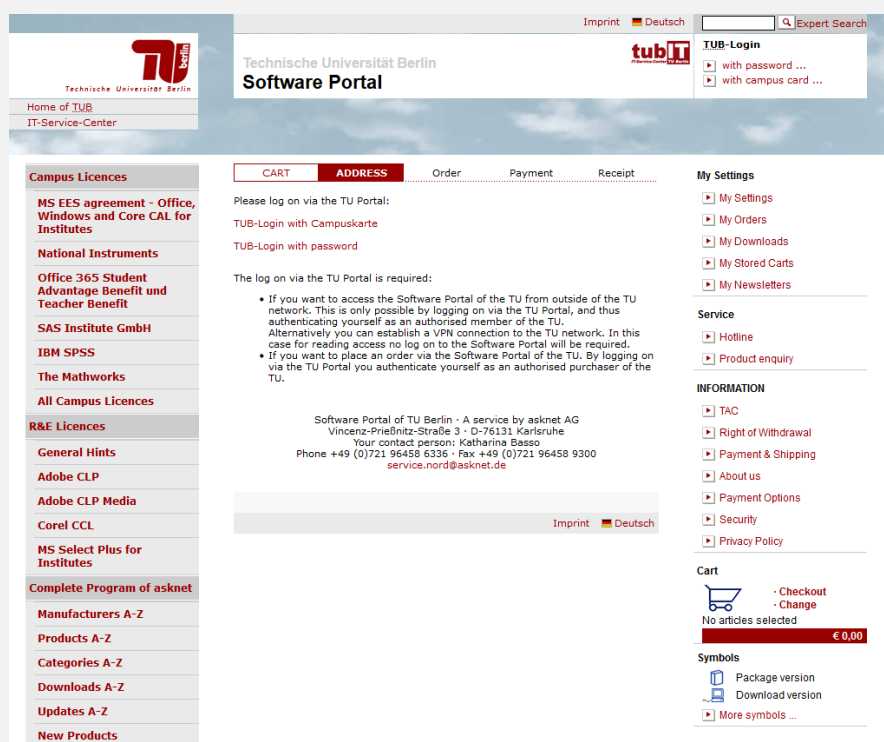 Imprint Deutsch
Expert Search
TU berlin
Technische Universität Berlin
Technische Universität Berlin
Software Portal
tubIT
IT-Service-Center TU Berlin
TUB-Login
with password ...
with campus card ...
Home of TUB
IT-Service-Center
Campus Licences
MS EES agreement - Office,
Windows and Core CAL for
Institutes
National Instruments
Office 365 Student
Advantage Benefit und
Teacher Benefit
SAS Institute GmbH
IBM SPSS
The Mathworks
All Campus Licences
R&E Licences
General Hints
Adobe CLP
Adobe CLP Media
Corel CCL
MS Select Plus for
Institutes
Complete Program of asknet
Manufacturers A-Z
Products A-Z
Categories A-Z
Downloads A-Z
Updates A-Z
New Products
CART ADDRESS Order Payment Receipt
Please log on via the TU Portal:
TUB-Login with Campuskarte
TUB-Login with password
The log on via the TU Portal is required:
• If you want to access the Software Portal of the TU from outside of the TU
network. This is only possible by logging on via the TU Portal, and thus
authenticating yourself as an authorised member of the TU.
Alternatively you can establish a VPN connection to the TU network. In this
case for reading access no log on to the Software Portal will be required.
• If you want to place an order via the Software Portal of the TU. By logging on
via the TU Portal you authenticate yourself as an authorised purchaser of the
TU.
Software Portal of TU Berlin · A service by asknet AG
Vincenz-Prießnitz-Straße 3 · D-76131 Karlsruhe
Your contact person: Katharina Basso
Phone +49 (0)721 96458 6336 · Fax +49 (0)721 96458 9300
service.nord@asknet.de
Imprint Deutsch
My Settings
My Settings
My Orders
My Downloads
My Stored Carts
My Newsletters
Service
Hotline
Product enquiry
INFORMATION
TAC
Right of Withdrawal
Payment & Shipping
About us
Payment Options
Security
Privacy Policy
Cart
· Checkout
· Change
No articles selected
€ 0,00
Symbols
Package version
Download version
More symbols ...